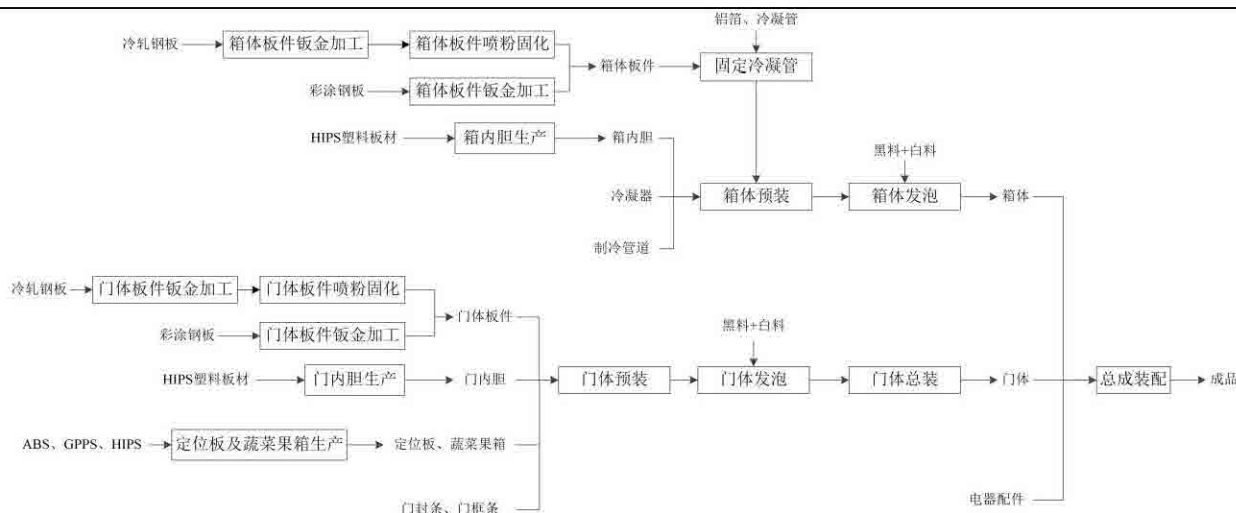 铝箔、冷凝管
冷轧钢板
箱体板件钣金加工
箱体板件喷粉固化
箱体板件
固定冷凝管
彩涂钢板
箱体板件钣金加工
HIPS塑料板材
箱内胆生产
箱内胆
黑料+白料
冷凝器
箱体预装
箱体发泡
箱体
制冷管道
冷轧钢板
门体板件钣金加工
门体板件喷粉固化
门体板件
彩涂钢板
门体板件钣金加工
黑料+白料
HIPS塑料板材
门内胆生产
门内胆
门体预装
门体发泡
门体总装
门体
总成装配
成品
ABS、GPPS、HIPS
定位板及蔬菜果箱生产
定位板、蔬菜果箱
电器配件
门封条、门框条